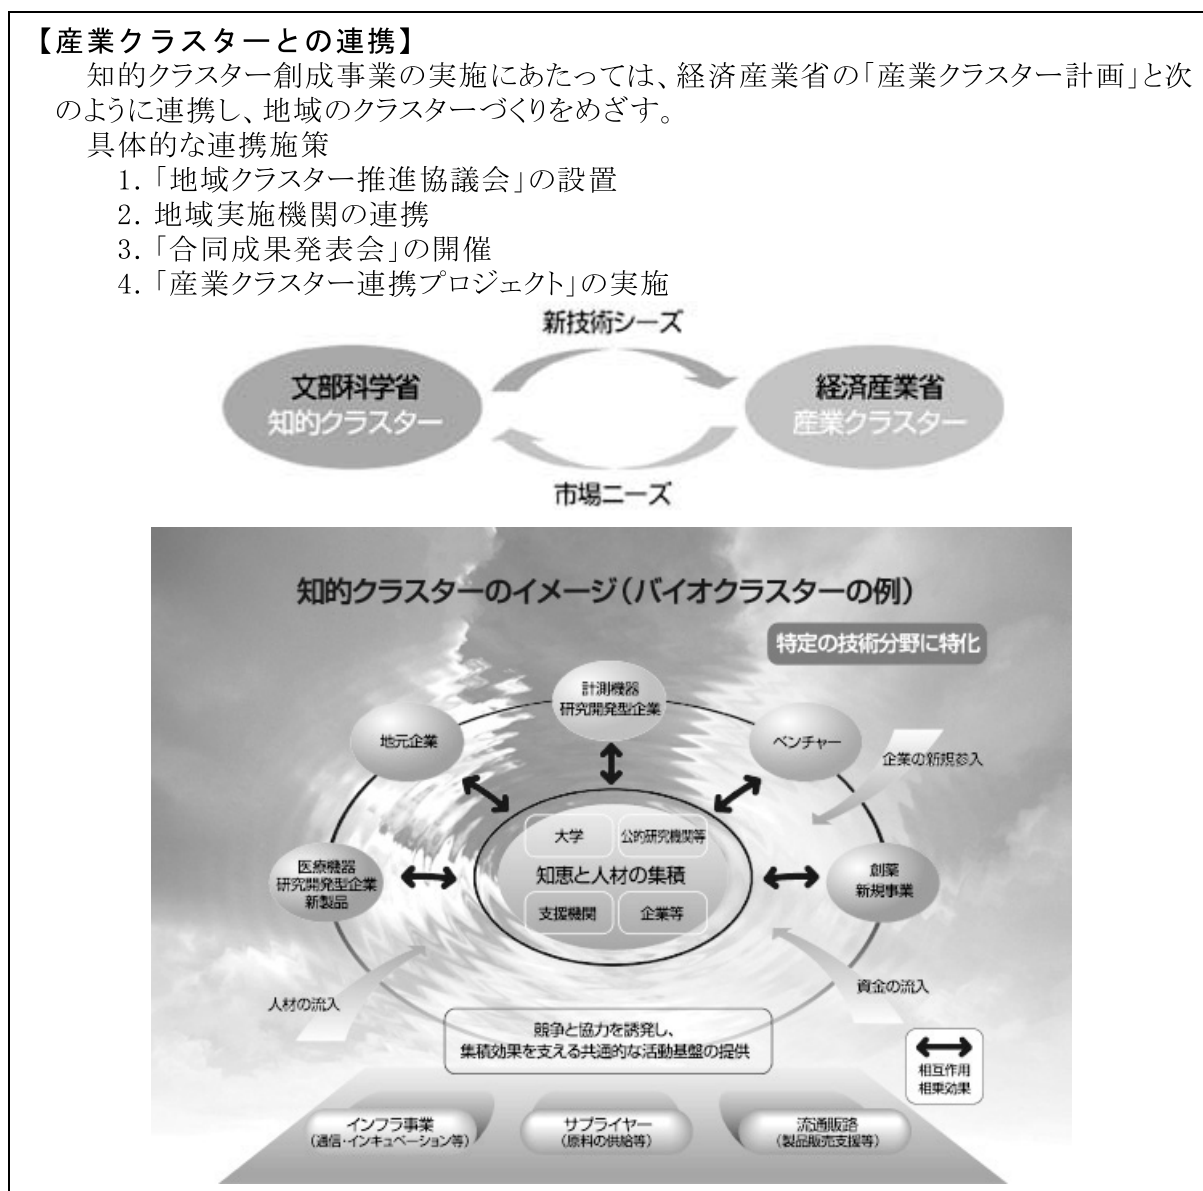 【産業クラスターとの連携】
知的クラスター創成事業の実施にあたっては、経済産業省の「産業クラスター計画」と次
のように連携し、地域のクラスターづくりをめざす。
具体的な連携施策
1.「地域クラスター推進協議会」の設置
2. 地域実施機関の連携
3.「合同成果発表会」の開催
4.「産業クラスター連携プロジェクト」の実施
新技術シーズ
文部科学省
知的クラスター
経済産業省
産業クラスター
市場ニーズ
知的クラスターのイメージ(バイオクラスターの例)
特定の技術分野に特化
計測機器
研究開発型企業
地元企業
ベンチャー
企業の新規参入
大学
公的研究機関等
知恵と人材の集積
支援機関
企業等
医療機器
研究開発型企業
新製品
創薬
新規事業
人材の流入
資金の流入
競争と協力を誘発し、
集積効果を支える共通的な活動基盤の提供
相互作用
相乗効果
インフラ事業
(通信・インキュベーション等)
サプライヤー
(原料の供給等)
流通販路
(製品販売支援等)